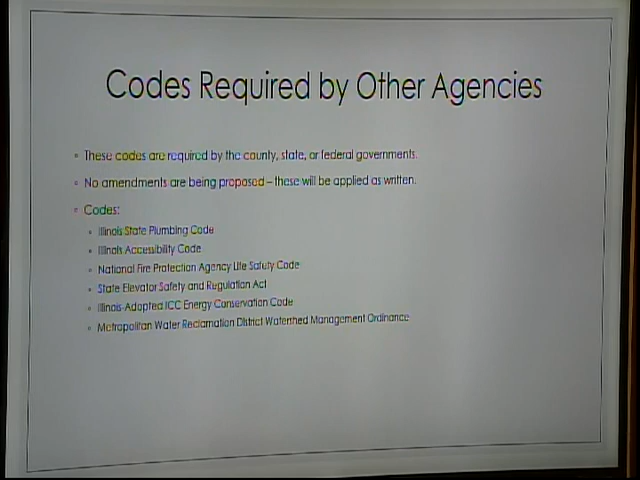 Codes Required by Other Agencies
These codes are required by the county, state, or federal governments.
No amendments are being proposed – these will be applied as written.
Codes:
Illinois State Plumbing Code
Illinois Accessibility Code
National Fire Protection Agency Life Safety Code
State Elevator Safety and Regulation Act
Illinois-Adopted ICC Energy Conservation Code
Metropolitan Water Reclamation District Watershed Management Ordinance